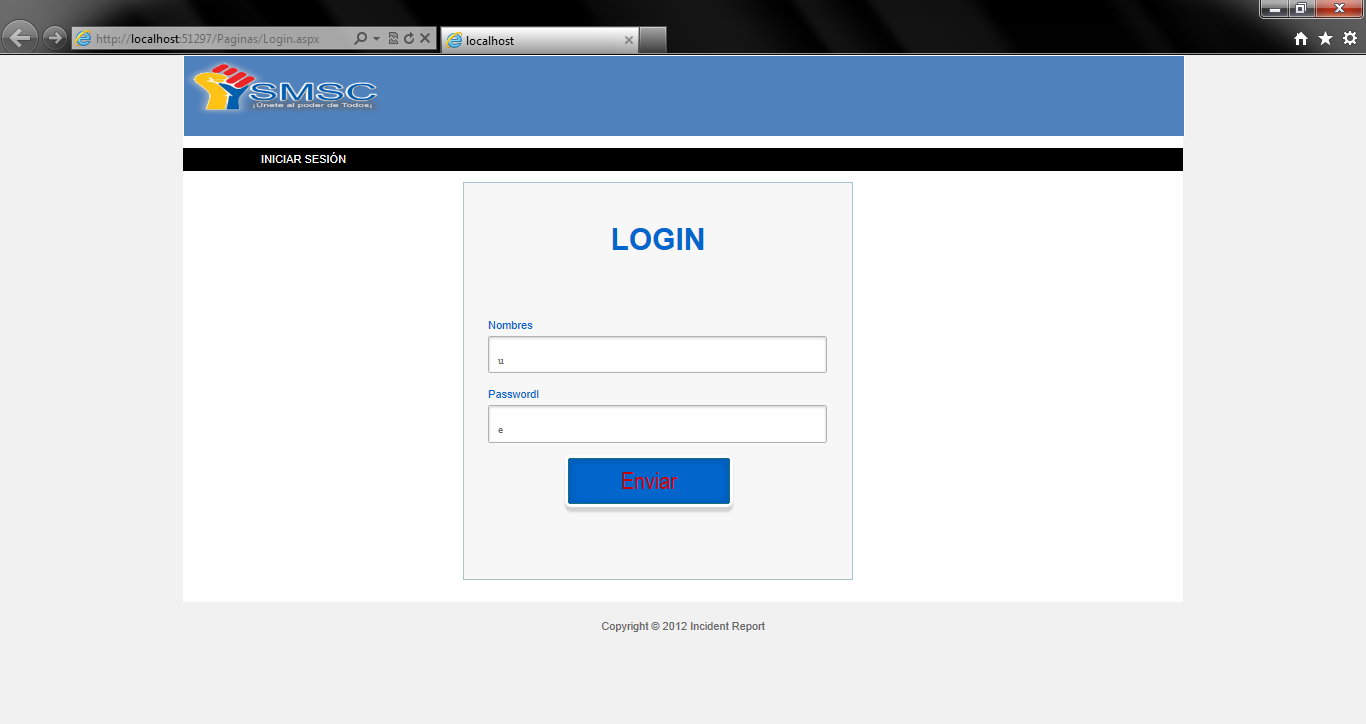 http://localhost:51297/Paginas/Login.aspx
localhost
SMSC
¡Únete al poder de Todos¡
INICIAR SESIÓN
LOGIN
Nombres
u
Passwordl
e
Enviar
Copyright © 2012 Incident Report